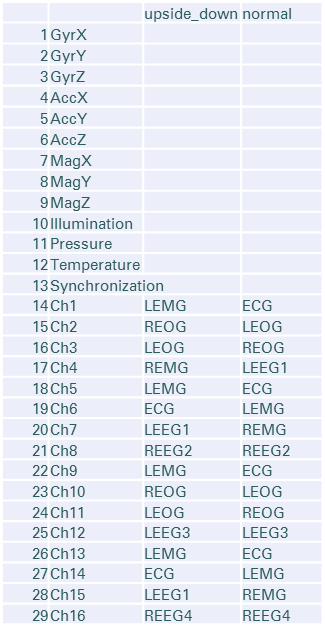 upside_down normal
1 GyrX
2 GyrY
3 GyrZ
4 AccX
5 AccY
6 AccZ
7 MagX
8 MagY
9 MagZ
10 Illumination
11 Pressure
12 Temperature
13 Synchronization
14 Ch1 LEMG ECG
15 Ch2 REOG LEOG
16 Ch3 LEOG REOG
17 Ch4 REMG LEEG1
18 Ch5 LEMG ECG
19 Ch6 ECG LEMG
20 Ch7 LEEG1 REMG
21 Ch8 REEG2 REEG2
22 Ch9 LEMG ECG
23 Ch10 REOG LEOG
24 Ch11 LEOG REOG
25 Ch12 LEEG3 LEEG3
26 Ch13 LEMG ECG
27 Ch14 ECG LEMG
28 Ch15 LEEG1 REMG
29 Ch16 REEG4 REEG4